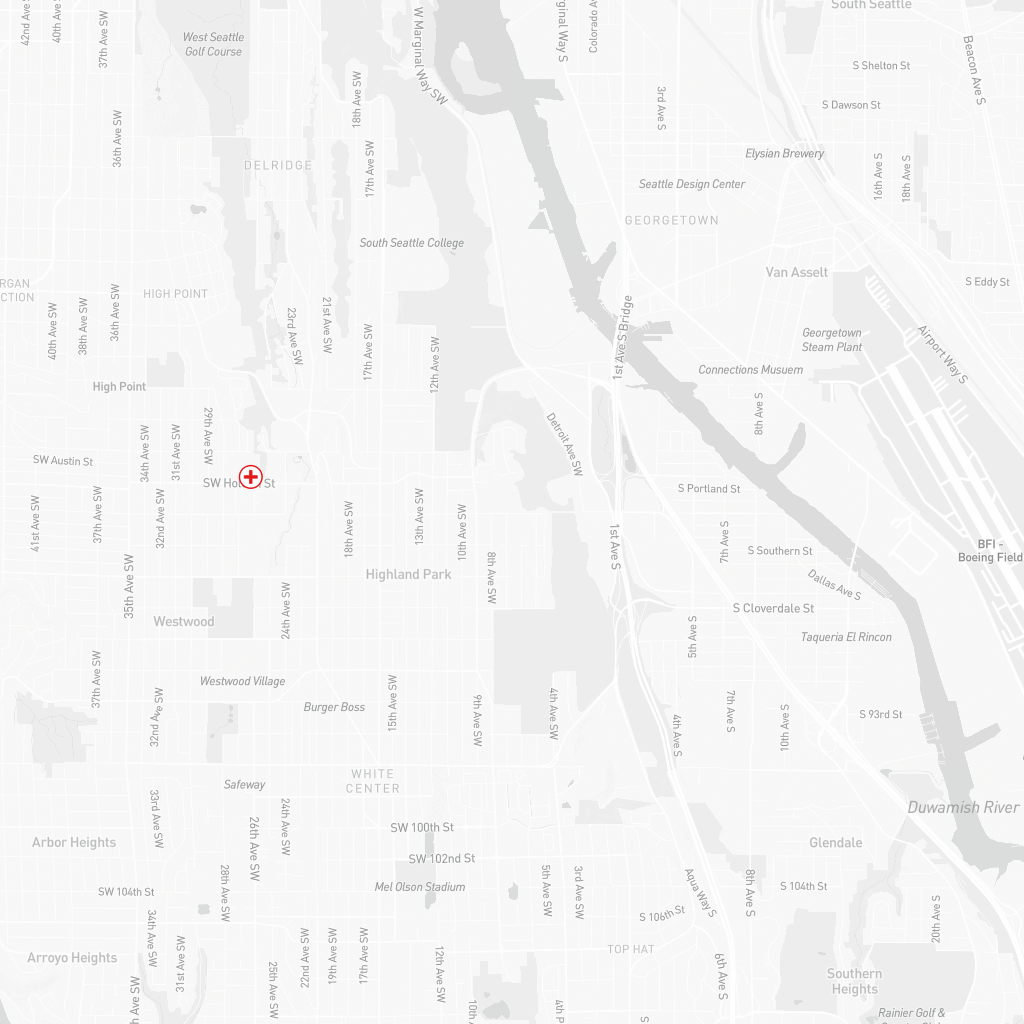 42nd Ave SW
40th Ave SW
37th Ave SW
West Seattle
Golf Course
W Marginal Way SW
Colorado Av
ginal Way S
South Seattle
S Shelton St
Beacon Ave S
S Dawson St
3rd Ave S
18th Ave SW
36th Ave SW
17th Ave SW
DELRIDGE
Elysian Brewery
16th Ave S
18th Ave S
Seattle Design Center
GEORGETOWN
South Seattle College
Van Asselt
S Eddy St
RGAN
CTION
HIGH POINT
40th Ave SW
38th Ave SW
36th Ave SW
23rd Ave SW
21st Ave SW
17th Ave SW
12th Ave SW
1st Ave S Bridge
Georgetown
Steam Plant
Airport Way S
Connections Musuem
High Point
8th Ave S
29th Ave SW
34th Ave SW
31st Ave SW
Detroit Ave SW
SW Austin St
SW Ho St
S Portland St
41st Ave SW
37th Ave SW
32nd Ave SW
18th Ave SW
13th Ave SW
10th Ave SW
1st Ave S
7th Ave S
S Southern St
BFI -
Boeing Field
35th Ave SW
24th Ave SW
Highland Park
8th Ave SW
Dallas Ave S
S Cloverdale St
Westwood
5th Ave S
Taqueria El Rincon
37th Ave SW
Westwood Village
32nd Ave SW
Burger Boss
15th Ave SW
9th Ave SW
4th Ave SW
4th Ave S
7th Ave S
10th Ave S
S 93rd St
WHITE
CENTER
Safeway
33rd Ave SW
24th Ave SW
26th Ave SW
SW 100th St
Duwamish River
Arbor Heights
Glendale
SW 102nd St
Mel Olson Stadium
SW 104th St
28th Ave SW
5th Ave SW
3rd Ave SW
Aqua Way S
8th Ave S
S 104th St
S 106th St
20th Ave S
34th Ave SW
31st Ave SW
22nd Ave SW
19th Ave SW
17th Ave SW
12th Ave SW
TOP HAT
Arroyo Heights
25th Ave SW
6th Ave S
Southern
Heights
h Ave SW
10th
4th P
S
Rainier Golf &